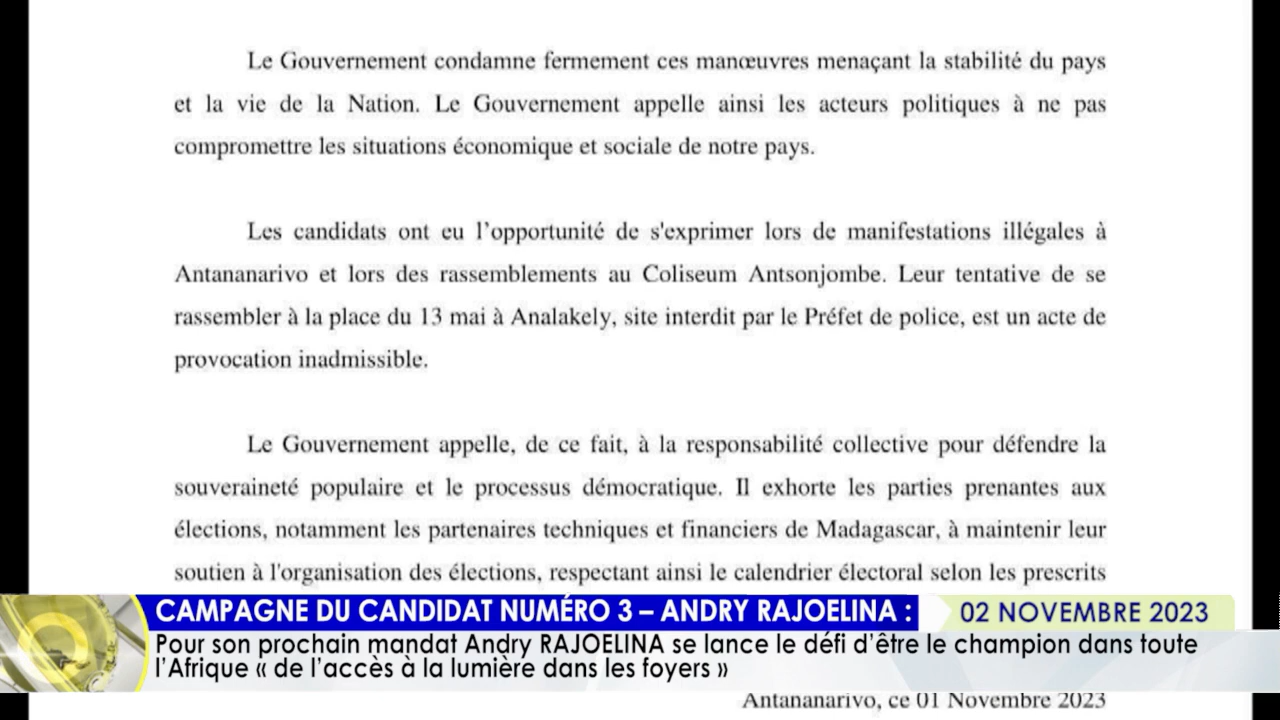 Le Gouvernement condamne fermement ces manœuvres menaçant la stabilité du pays
et la vie de la Nation. Le Gouvernement appelle ainsi les acteurs politiques à ne pas
compromettre les situations économique et sociale de notre pays.
Les candidats ont eu l’opportunité de s'exprimer lors de manifestations illégales à
Antananarivo et lors des rassemblements au Coliseum Antsonjombe. Leur tentative de se
rassembler à la place du 13 mai à Analakely, site interdit par le Préfet de police, est un acte de
provocation inadmissible.
Le Gouvernement appelle, de ce fait, à la responsabilité collective pour défendre la
souveraineté populaire et le processus démocratique. Il exhorte les parties prenantes aux
élections, notamment les partenaires techniques et financiers de Madagascar, à maintenir leur
soutien à l'organisation des élections, respectant ainsi le calendrier électoral selon les prescrits
CAMPAGNE DU CANDIDAT NUMÉRO 3 – ANDRY RAJOELINA :
02 NOVEMBRE 2023
Pour son prochain mandat Andry RAJOELINA se lance le défi d’être le champion dans toute
l’Afrique « de l’accès à la lumière dans les foyers »
Antananarivo, ce 01 Novembre 2023